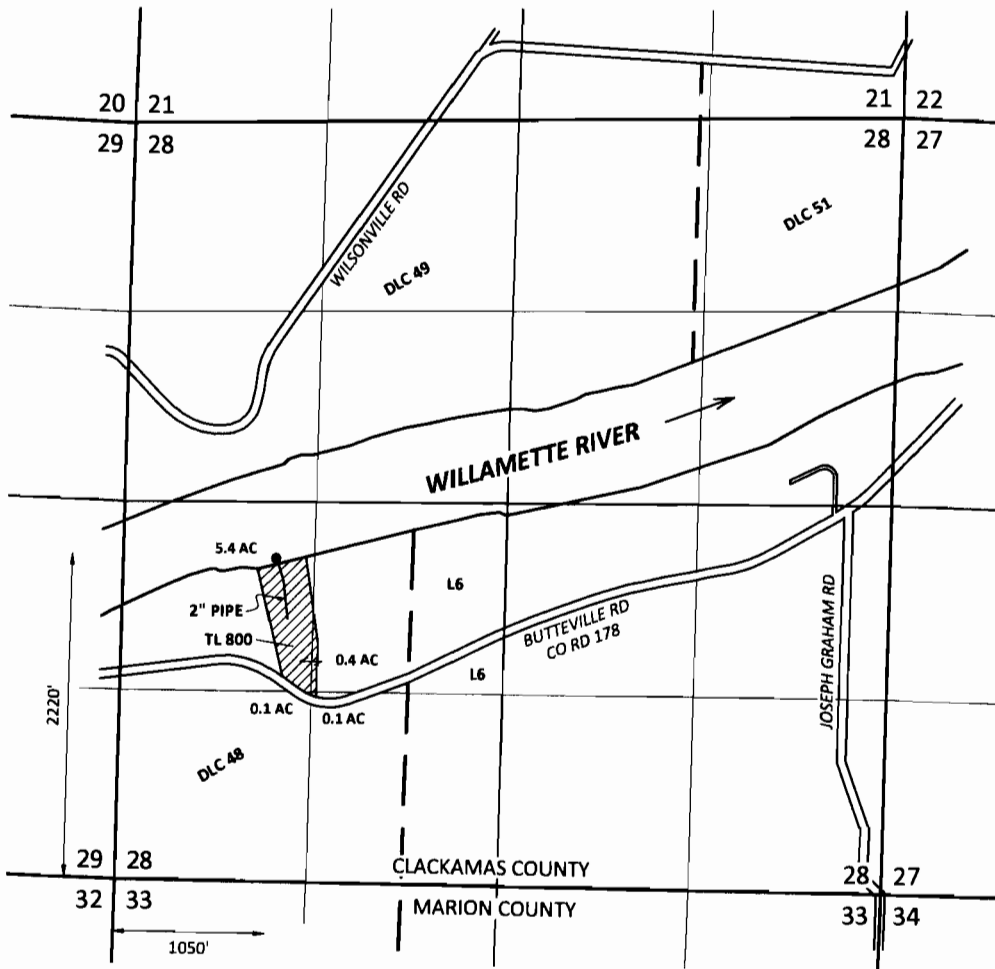 20 21
21 22
29 28
28 27
WILSONVILLE RD
DLC 51
DLC 49
WILLAMETTE RIVER
5.4 AC
L6
2" PIPE
TL 800
BUTTEVILLE RD
CO RD 178
0.4 AC
L6
JOSEPH GRAHAM RD
0.1 AC
0.1 AC
2220'
DLC 48
29 28
CLACKAMAS COUNTY
28 27
32 33
MARION COUNTY
33 34
1050'